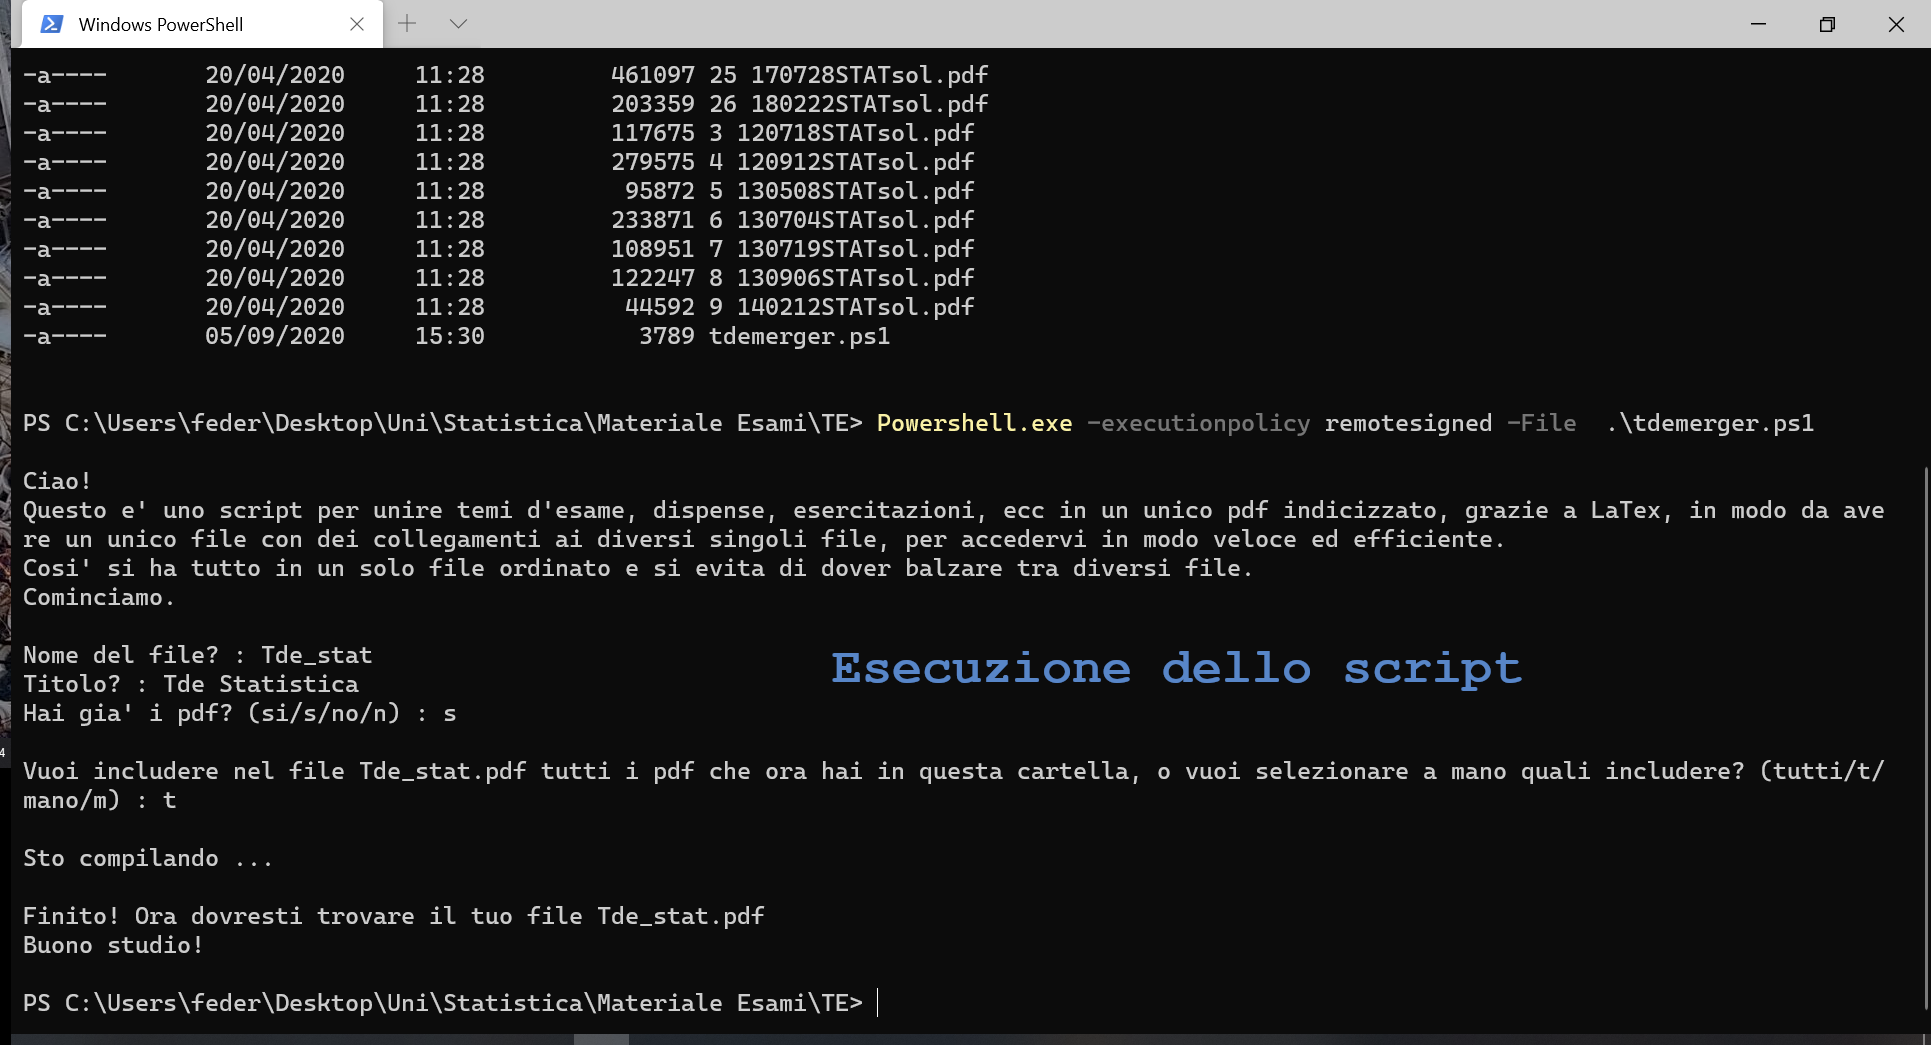 Windows PowerShell
-a---- 20/04/2020 11:28 461097 25 170728STATsol.pdf
-a---- 20/04/2020 11:28 203359 26 180222STATsol.pdf
-a---- 20/04/2020 11:28 117675 3 120718STATsol.pdf
-a---- 20/04/2020 11:28 279575 4 120912STATsol.pdf
-a---- 20/04/2020 11:28 95872 5 130508STATsol.pdf
-a---- 20/04/2020 11:28 233871 6 130704STATsol.pdf
-a---- 20/04/2020 11:28 108951 7 130719STATsol.pdf
-a---- 20/04/2020 11:28 122247 8 130906STATsol.pdf
-a---- 20/04/2020 11:28 44592 9 140212STATsol.pdf
-a---- 05/09/2020 15:30 3789 tdemerger.ps1
PS C:\Users\feder\Desktop\Uni\Statistica\Materiale Esami\TE> Powershell.exe -executionpolicy remotesigned -File  .\tdemerger.ps1
Ciao!
Questo e' uno script per unire temi d'esame, dispense, esercitazioni, ecc in un unico pdf indicizzato, grazie a LaTex, in modo da ave
re un unico file con dei collegamenti ai diversi singoli file, per accedervi in modo veloce ed efficiente.
Cosi' si ha tutto in un solo file ordinato e si evita di dover balzare tra diversi file.
Cominciamo.
Nome del file? : Tde_stat
Esecuzione dello script
Titolo? : Tde Statistica
Hai gia' i pdf? (si/s/no/n) : s
4
Vuoi includere nel file Tde_stat.pdf tutti i pdf che ora hai in questa cartella, o vuoi selezionare a mano quali includere? (tutti/t/
mano/m) : t
Sto compilando ...
Finito! Ora dovresti trovare il tuo file Tde_stat.pdf
Buono studio!
PS C:\Users\feder\Desktop\Uni\Statistica\Materiale Esami\TE>